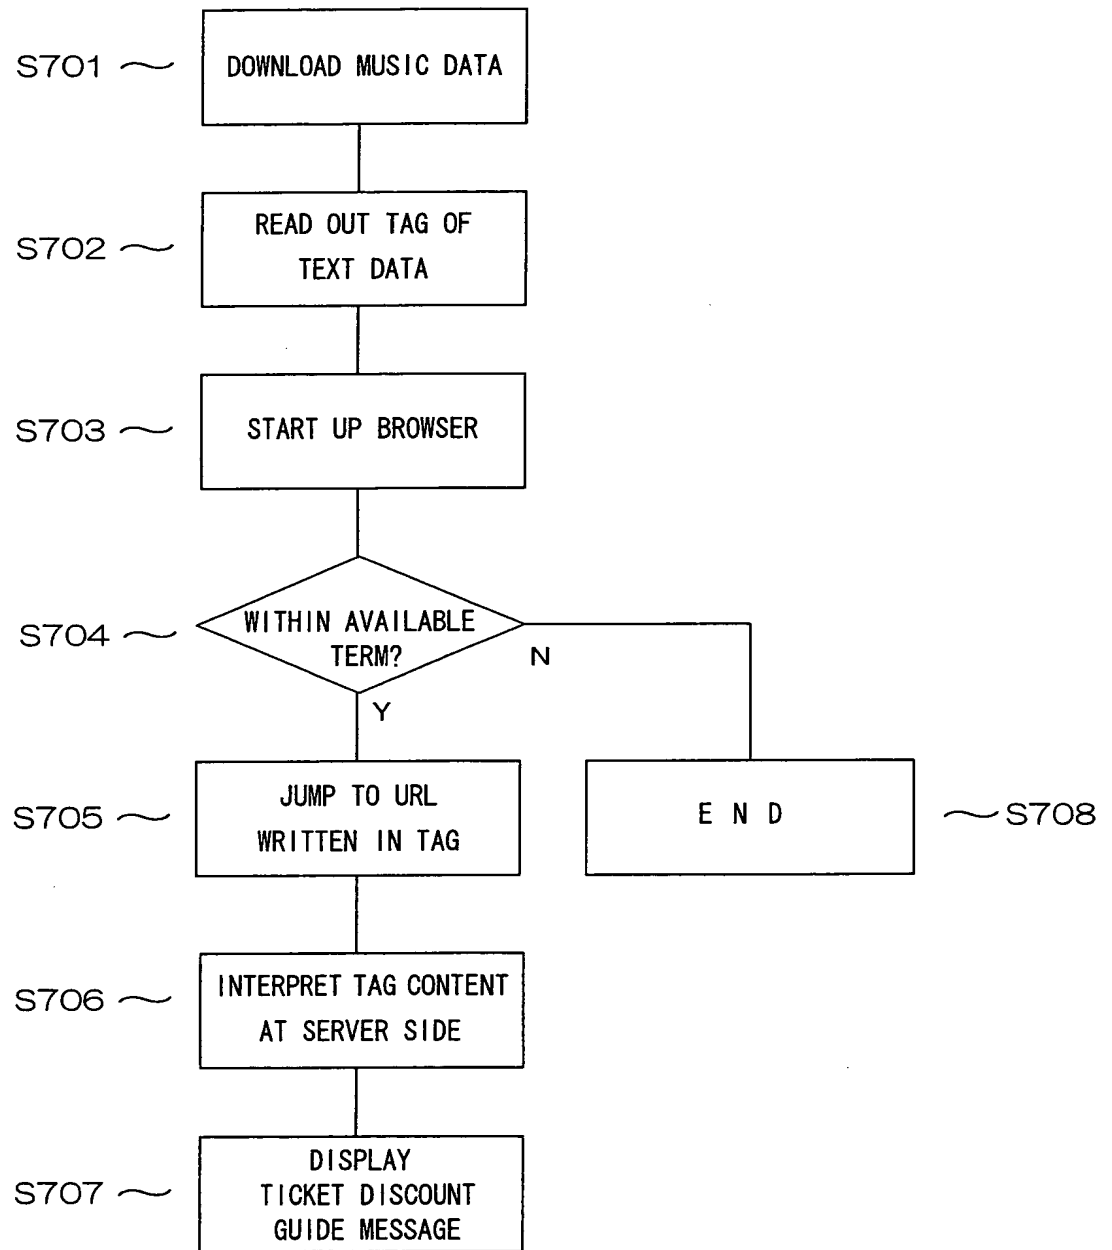 S701
DOWNLOAD MUSIC DATA
S702
READ OUT TAG OF
TEXT DATA
S703
START UP BROWSER
S704
WITHIN AVAILABLE
TERM?
N
Y
S705
JUMP TO URL
WRITTEN IN TAG
END
S708
S706
INTERPRET TAG CONTENT
AT SERVER SIDE
S707
DISPLAY
TICKET DISCOUNT
GUIDE MESSAGE